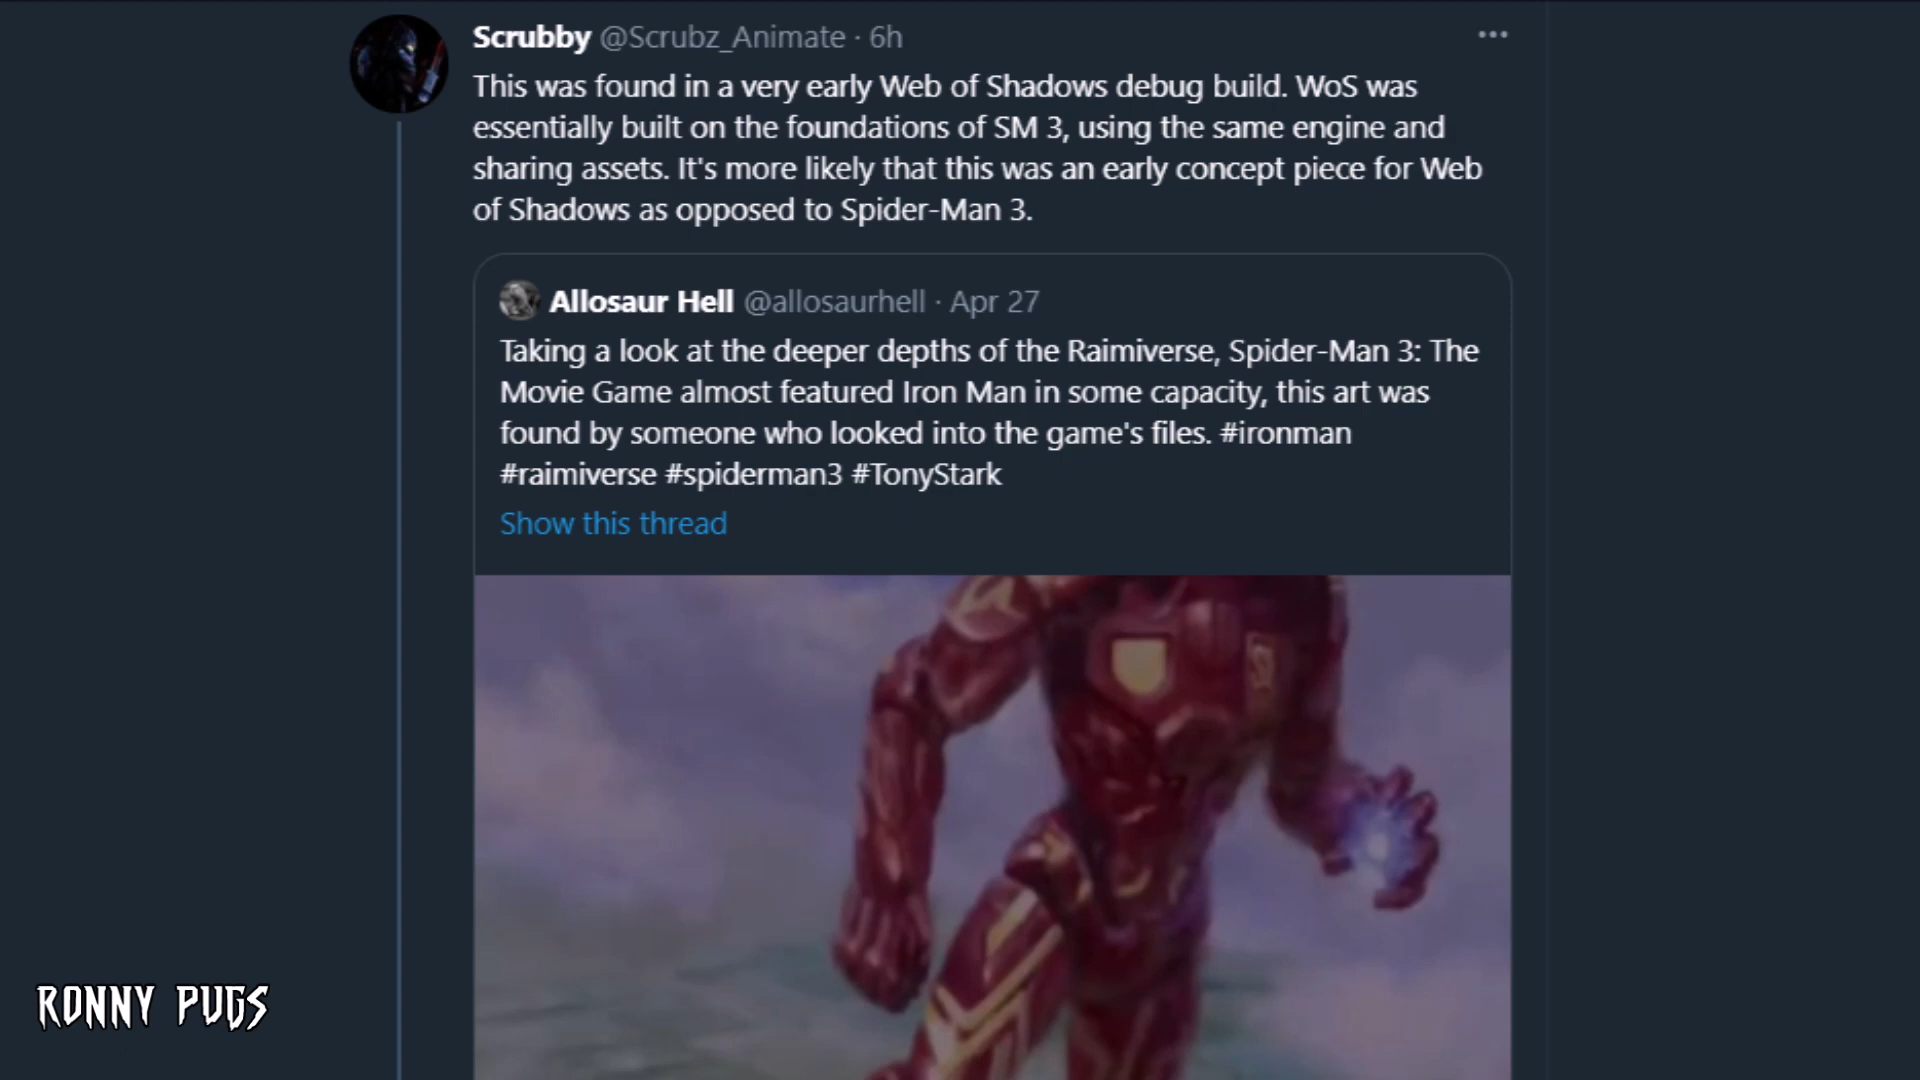 Scrubby @Scrubz_Animate · 6h
This was found in a very early Web of Shadows debug build. WoS was
essentially built on the foundations of SM 3, using the same engine and
sharing assets. It's more likely that this was an early concept piece for Web
of Shadows as opposed to Spider-Man 3.
Allosaur Hell @allosaurhell · Apr 27
Taking a look at the deeper depths of the Raimiverse, Spider-Man 3: The
Movie Game almost featured Iron Man in some capacity, this art was
found by someone who looked into the game's files. #ironman
#raimiverse #spiderman3 #TonyStark
Show this thread
RONNY PUGS